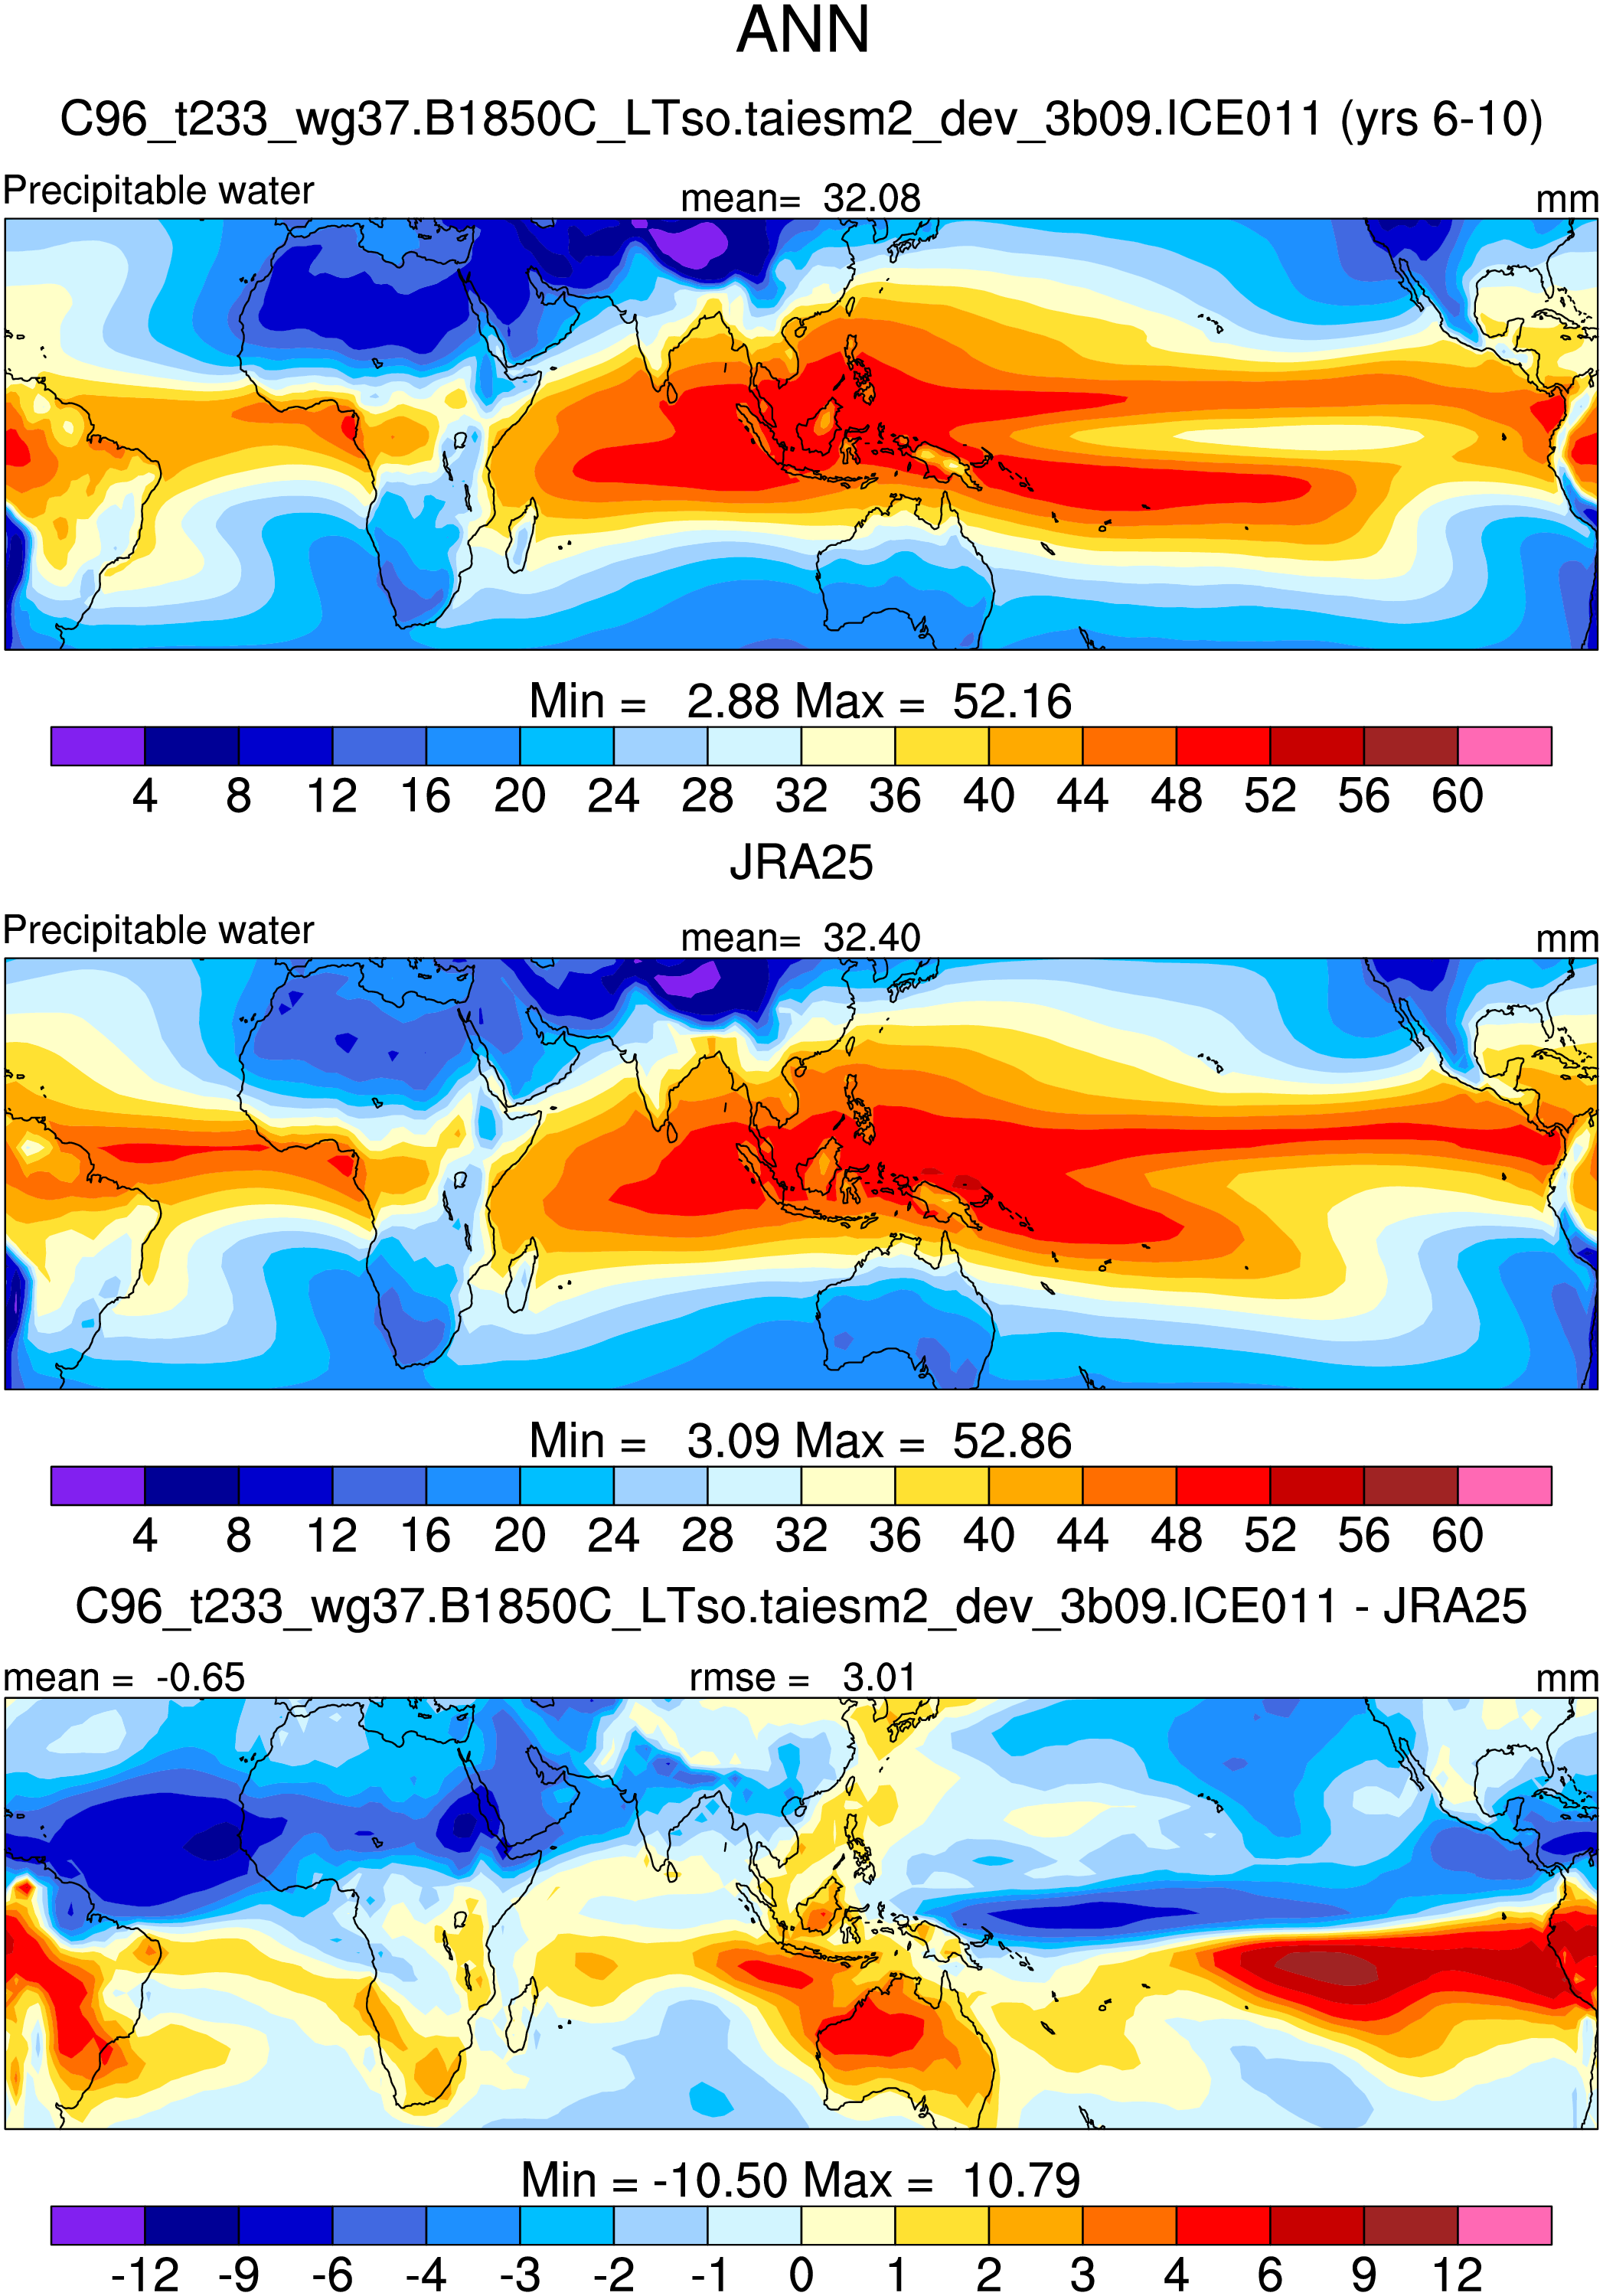 ANN
C96_t233_wg37.B1850C_LTso.taiesm2_dev_3b09.ICE011 (yrs 6-10)
Precipitable water mean= 32.08 mm
Min = 2.88 Max = 52.16
4 8 12 16 20 24 28 32 36 40 44 48 52 56 60
JRA25
Precipitable water mean= 32.40 mm
Min = 3.09 Max = 52.86
4 8 12 16 20 24 28 32 36 40 44 48 52 56 60
C96_t233_wg37.B1850C_LTso.taiesm2_dev_3b09.ICE011 - JRA25
mean = -0.65 rmse = 3.01 mm
Min = -10.50 Max = 10.79
-12 -9 -6 -4 -3 -2 -1 0 1 2 3 4 6 9 12